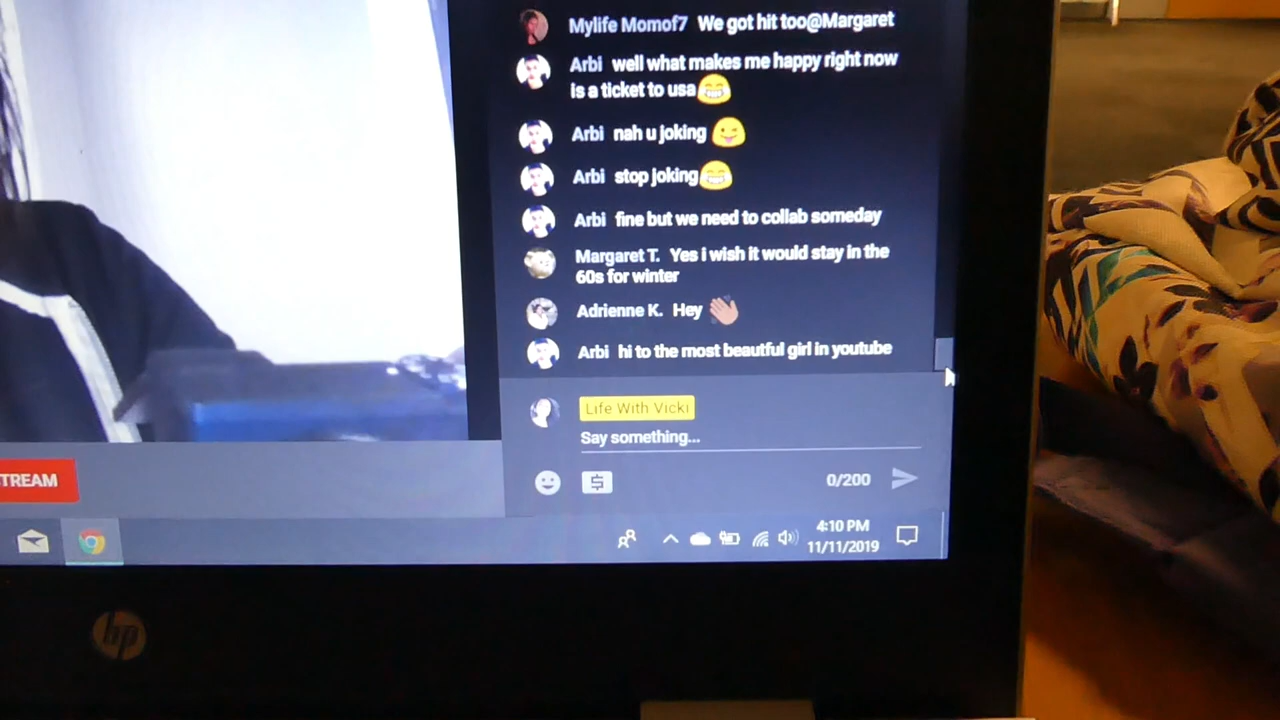 Mylife Momof7 We got hit too@Margaret
Arbi well what makes me happy right now
is a ticket to usa😂
Arbi nah u joking 😜
Arbi stop joking😂
Arbi fine but we need to collab someday
Margaret T. Yes I wish it would stay in the
60s for winter
Adrienne K. Hey 👋🏽
Arbi hi to the most beautful girl in youtube
Life With Vicki
Say something...
0/200
TREAM
4:10 PM
11/11/2019
hp